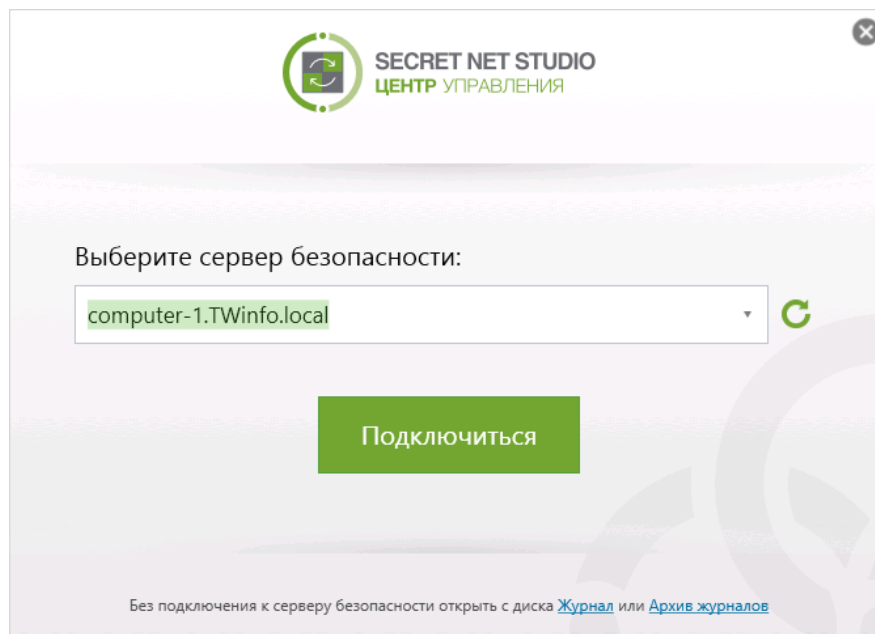 SECRET NET STUDIO
ЦЕНТР УПРАВЛЕНИЯ
Выберите сервер безопасности:
computer-1.TWinfo.local
Подключиться
Без подключения к серверу безопасности открыть с диска Журнал или Архив журналов